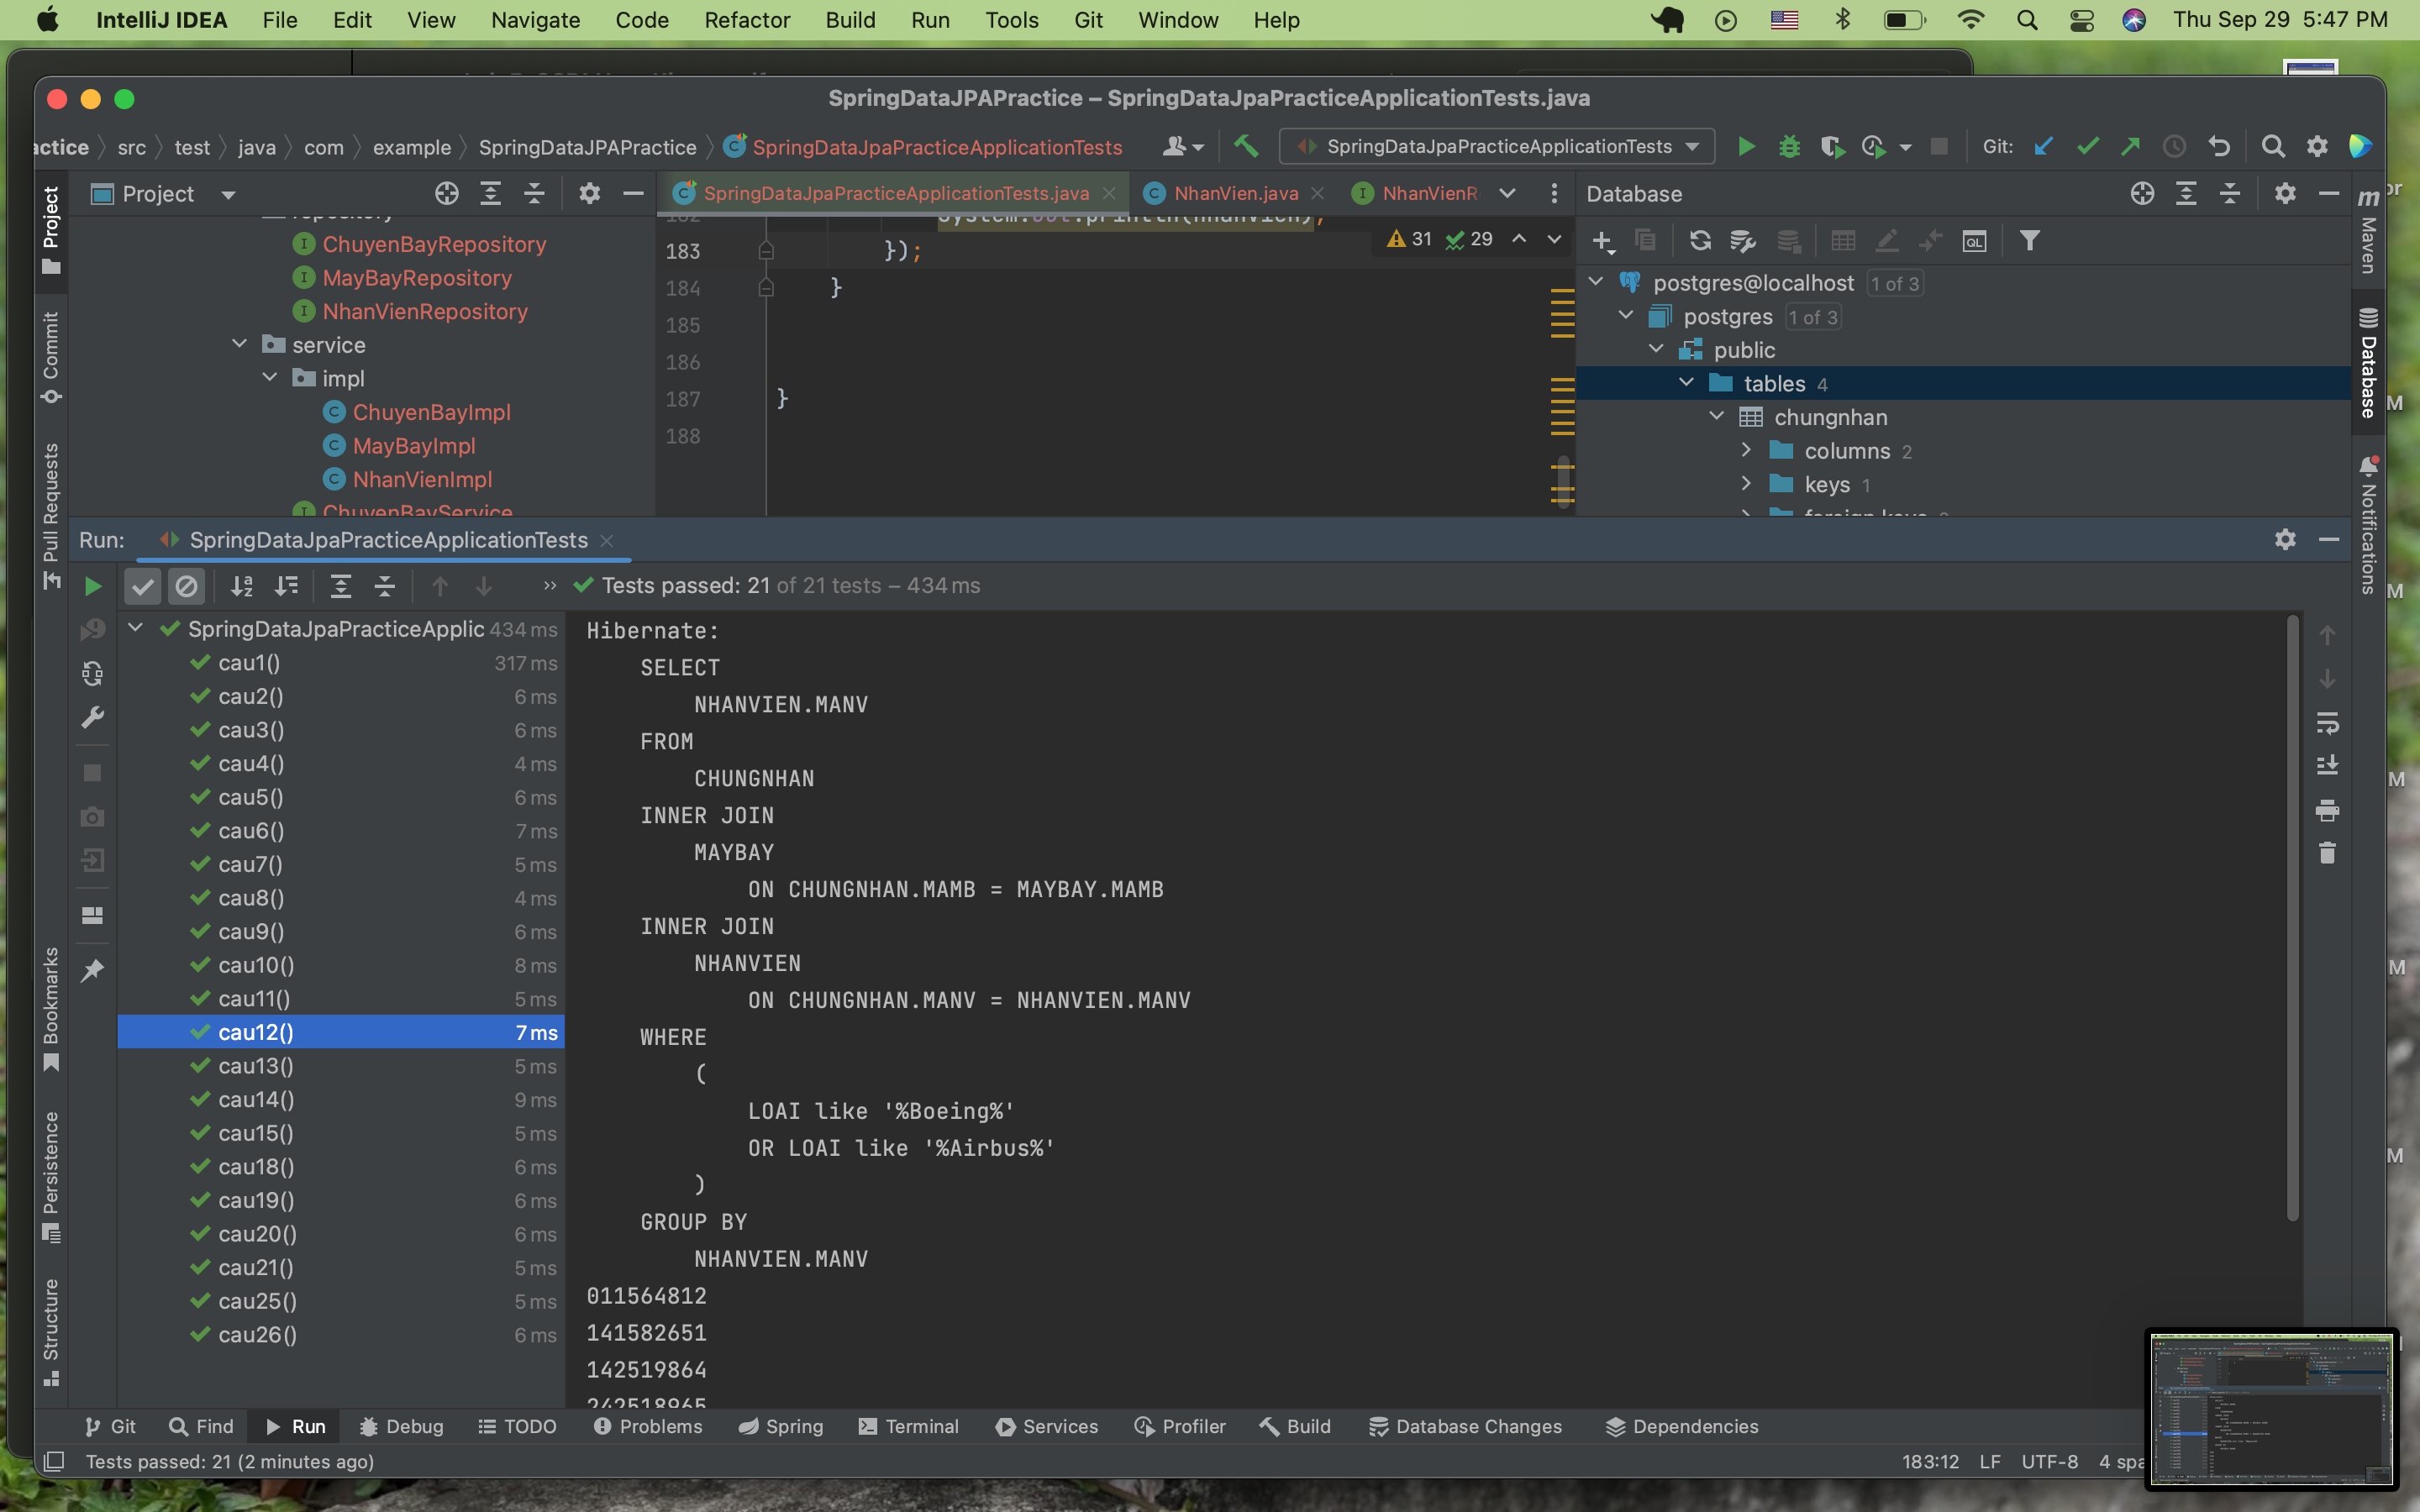 IntelliJ IDEA File Edit View Navigate Code Refactor Build Run Tools Git Window Help Thu Sep 29 5:47 PM
SpringDataJPAPractice – SpringDataJpaPracticeApplicationTests.java
actice src test java com example SpringDataJPAPractice SpringDataJpaPracticeApplicationTests SpringDataJpaPracticeApplicationTests Git:
Project SpringDataJpaPracticeApplicationTests.java NhanVien.java NhanVienR Database
repository
ChuyenBayRepository
MayBayRepository
NhanVienRepository
service
impl
ChuyenBayImpl
MayBayImpl
NhanVienImpl
ChuyenBayService
182 System.out.println(nhanVien);
183 });
184 }
185
186
187 }
188
31 29
postgres@localhost 1 of 3
postgres 1 of 3
public
tables 4
chungnhan
columns 2
keys 1
foreign keys
Project
Commit
Pull Requests
Bookmarks
Persistence
Structure
m Maven
Database
Notifications
Run: SpringDataJpaPracticeApplicationTests
Tests passed: 21 of 21 tests – 434 ms
SpringDataJpaPracticeApplic 434 ms
cau1() 317 ms
cau2() 6 ms
cau3() 6 ms
cau4() 4 ms
cau5() 6 ms
cau6() 7 ms
cau7() 5 ms
cau8() 4 ms
cau9() 6 ms
cau10() 8 ms
cau11() 5 ms
cau12() 7 ms
cau13() 5 ms
cau14() 9 ms
cau15() 5 ms
cau18() 6 ms
cau19() 6 ms
cau20() 6 ms
cau21() 5 ms
cau25() 5 ms
cau26() 6 ms
Hibernate:
SELECT
NHANVIEN.MANV
FROM
CHUNGNHAN
INNER JOIN
MAYBAY
ON CHUNGNHAN.MAMB = MAYBAY.MAMB
INNER JOIN
NHANVIEN
ON CHUNGNHAN.MANV = NHANVIEN.MANV
WHERE
(
LOAI like '%Boeing%'
OR LOAI like '%Airbus%'
)
GROUP BY
NHANVIEN.MANV
011564812
141582651
142519864
242518965
Git Find Run Debug TODO Problems Spring Terminal Services Profiler Build Database Changes Dependencies
Tests passed: 21 (2 minutes ago) 183:12 LF UTF-8 4 spa